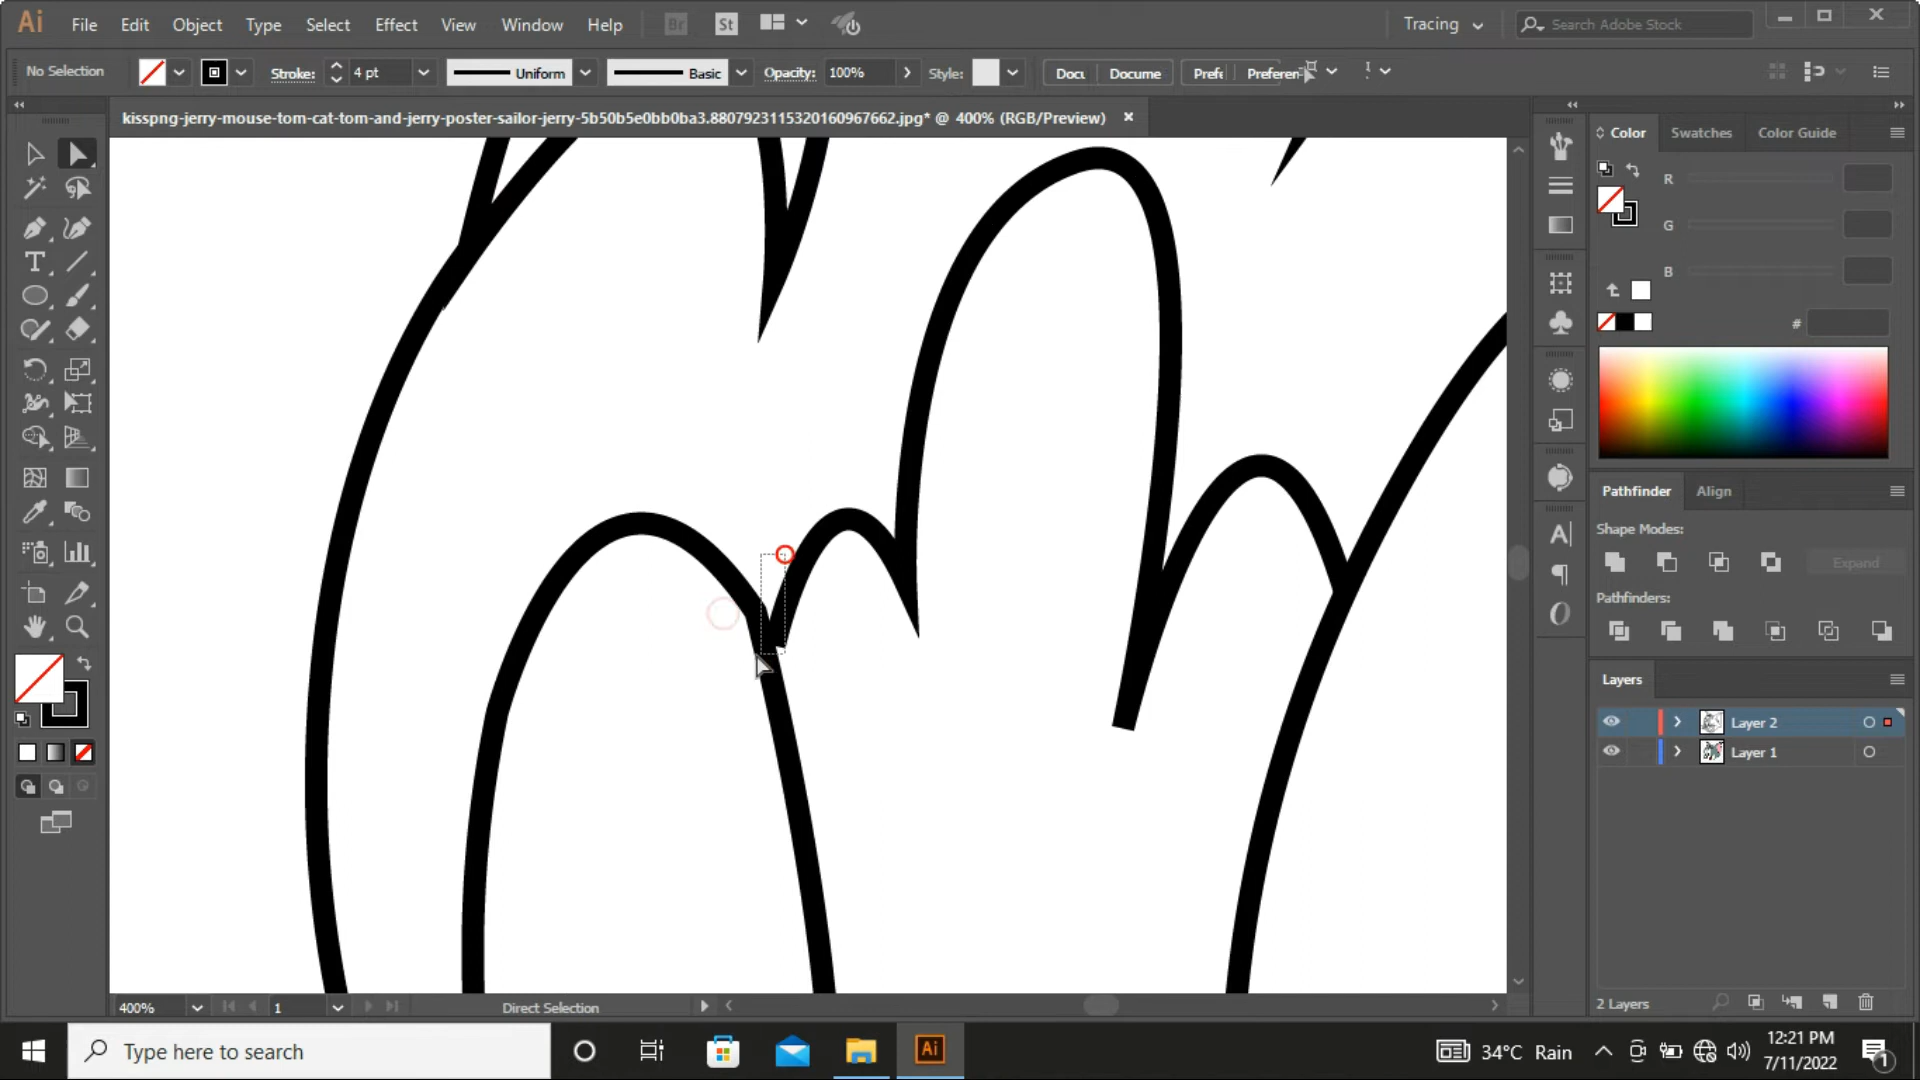 Ai File Edit Object Type Select Effect View Window Help Br St Tracing Search Adobe Stock
No Selection Stroke: 4 pt Uniform Basic Opacity: 100% Style: Docu Docume Prefe Preferen
kisspng-jerry-mouse-tom-cat-tom-and-jerry-poster-sailor-jerry-5b50b5e0bb0ba3.8807923115320160967662.jpg* @ 400% (RGB/Preview)
Color Swatches Color Guide
R
G
B
#
Pathfinder Align
Shape Modes:
Expand
Pathfinders:
Layers
Layer 2
Layer 1
400% 1 Direct Selection 2 Layers
Type here to search Ai 34°C Rain 12:21 PM
7/11/2022 1